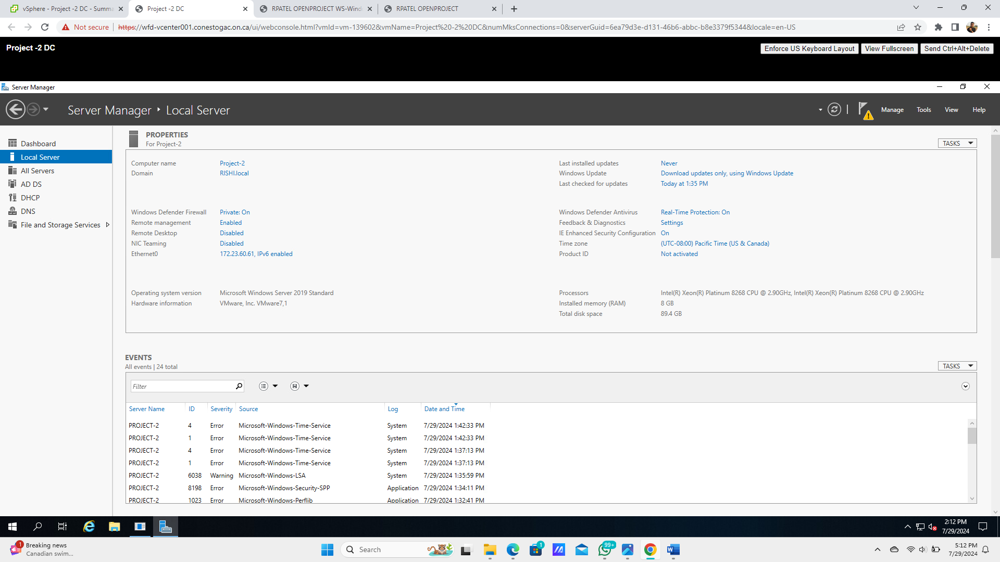 vSphere - Project -2 DC - Summa
Project -2 DC
RPATEL OPENPROJECT WS-Wind
RPATEL OPENPROJECT
Not secure
https://wfd-vcenter001.conestogac.on.ca/ui/webconsole.html?vmId=vm-139602&vmName=Project%20-2%20DC&numMksConnections=0&serverGuid=6ea79d3e-d131-46b6-abbc-b8e3379f5344&locale=en-US
Project -2 DC
Enforce US Keyboard Layout
View Fullscreen
Send Ctrl+Alt+Delete
Server Manager
Server Manager
Local Server
Manage
Tools
View
Help
Dashboard
Local Server
All Servers
AD DS
DHCP
DNS
File and Storage Services
PROPERTIES
For Project-2
TASKS
Computer name Project-2
Domain RISHI.local
Last installed updates Never
Windows Update Download updates only, using Windows Update
Last checked for updates Today at 1:35 PM
Windows Defender Firewall Private: On
Remote management Enabled
Remote Desktop Disabled
NIC Teaming Disabled
Ethernet0 172.23.60.61, IPv6 enabled
Windows Defender Antivirus Real-Time Protection: On
Feedback & Diagnostics Settings
IE Enhanced Security Configuration On
Time zone (UTC-08:00) Pacific Time (US & Canada)
Product ID Not activated
Operating system version Microsoft Windows Server 2019 Standard
Hardware information VMware, Inc. VMware7,1
Processors Intel(R) Xeon(R) Platinum 8268 CPU @ 2.90GHz, Intel(R) Xeon(R) Platinum 8268 CPU @ 2.90GHz
Installed memory (RAM) 8 GB
Total disk space 89.4 GB
EVENTS
All events | 24 total
TASKS
Filter
Server Name ID Severity Source Log Date and Time
PROJECT-2 4 Error Microsoft-Windows-Time-Service System 7/29/2024 1:42:33 PM
PROJECT-2 1 Error Microsoft-Windows-Time-Service System 7/29/2024 1:42:33 PM
PROJECT-2 4 Error Microsoft-Windows-Time-Service System 7/29/2024 1:37:13 PM
PROJECT-2 1 Error Microsoft-Windows-Time-Service System 7/29/2024 1:37:13 PM
PROJECT-2 6038 Warning Microsoft-Windows-LSA System 7/29/2024 1:35:59 PM
PROJECT-2 8198 Error Microsoft-Windows-Security-SPP Application 7/29/2024 1:34:11 PM
PROJECT-2 1023 Error Microsoft-Windows-Perflib Application 7/29/2024 1:32:41 PM
2:12 PM
7/29/2024
1
Breaking news
Canadian swim...
Search
1
99+
5:12 PM
7/29/2024